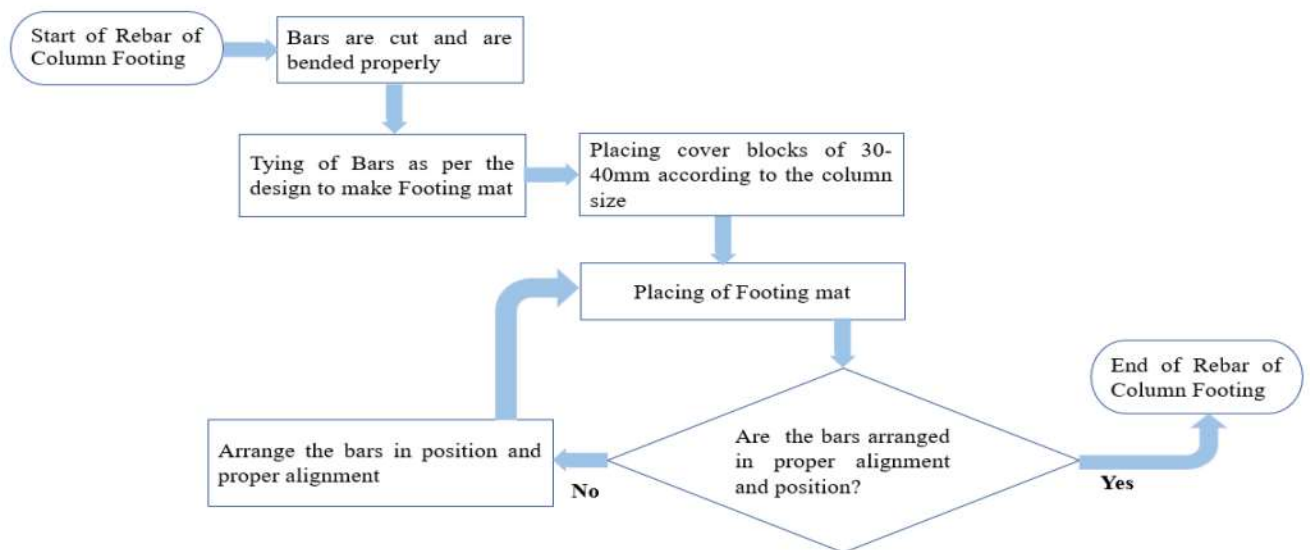 Start of Rebar of
Column Footing
Bars are cut and are
bended properly
Tying of Bars as per the
design to make Footing mat
Placing cover blocks of 30-
40mm according to the column
size
Placing of Footing mat
Are the bars arranged
in proper alignment
and position?
End of Rebar of
Column Footing
Arrange the bars in position and
proper alignment
No
Yes